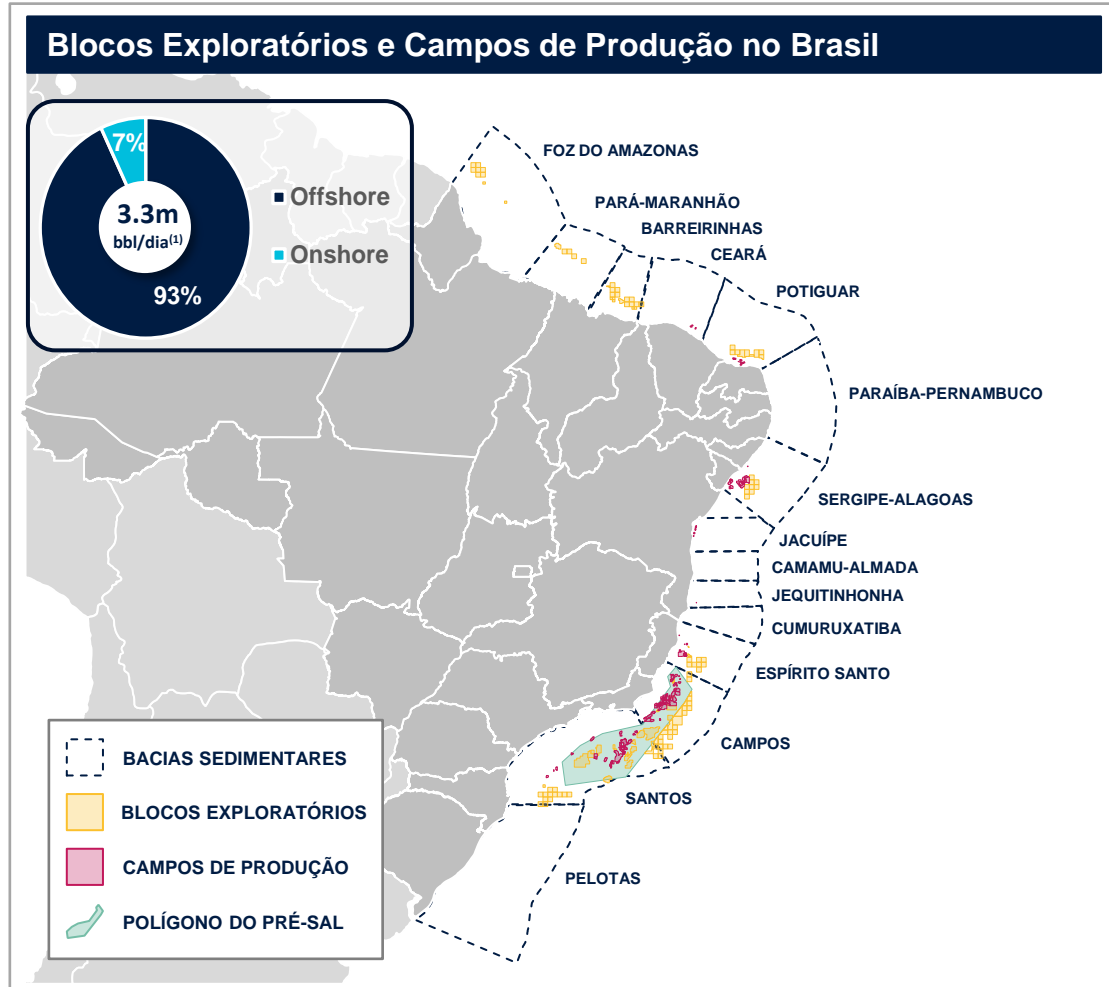 Blocos Exploratórios e Campos de Produção no Brasil
7%
3.3m
bbl/dia(1)
93%
Offshore
Onshore
FOZ DO AMAZONAS
PARÁ-MARANHÃO
BARREIRINHAS
CEARÁ
POTIGUAR
PARAÍBA-PERNAMBUCO
SERGIPE-ALAGOAS
JACUÍPE
CAMAMU-ALMADA
JEQUITINHONHA
CUMURUXATIBA
ESPÍRITO SANTO
CAMPOS
SANTOS
PELOTAS
BACIAS SEDIMENTARES
BLOCOS EXPLORATÓRIOS
CAMPOS DE PRODUÇÃO
POLÍGONO DO PRÉ-SAL